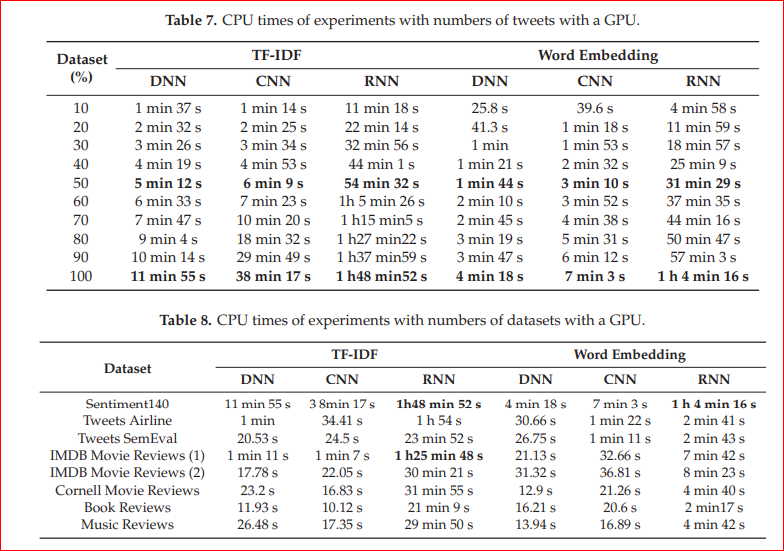 Table 7. CPU times of experiments with numbers of tweets with a GPU.
Dataset (%) TF-IDF Word Embedding
DNN CNN RNN DNN CNN RNN
10 1 min 37 s 1 min 14 s 11 min 18 s 25.8 s 39.6 s 4 min 58 s
20 2 min 32 s 2 min 25 s 22 min 14 s 41.3 s 1 min 18 s 11 min 59 s
30 3 min 26 s 3 min 34 s 32 min 56 s 1 min 1 min 53 s 18 min 57 s
40 4 min 19 s 4 min 53 s 44 min 1 s 1 min 21 s 2 min 32 s 25 min 9 s
50 5 min 12 s 6 min 9 s 54 min 32 s 1 min 44 s 3 min 10 s 31 min 29 s
60 6 min 33 s 7 min 23 s 1h 5 min 26 s 2 min 10 s 3 min 52 s 37 min 35 s
70 7 min 47 s 10 min 20 s 1 h15 min5 s 2 min 45 s 4 min 38 s 44 min 16 s
80 9 min 4 s 18 min 32 s 1 h27 min22 s 3 min 19 s 5 min 31 s 50 min 47 s
90 10 min 14 s 29 min 49 s 1 h37 min59 s 3 min 47 s 6 min 12 s 57 min 3 s
100 11 min 55 s 38 min 17 s 1 h48 min52 s 4 min 18 s 7 min 3 s 1 h 4 min 16 s
Table 8. CPU times of experiments with numbers of datasets with a GPU.
Dataset TF-IDF Word Embedding
DNN CNN RNN DNN CNN RNN
Sentiment140 11 min 55 s 3 8min 17 s 1h48 min 52 s 4 min 18 s 7 min 3 s 1 h 4 min 16 s
Tweets Airline 1 min 34.41 s 1 h 54 s 30.66 s 1 min 22 s 2 min 41 s
Tweets SemEval 20.53 s 24.5 s 23 min 52 s 26.75 s 1 min 11 s 2 min 43 s
IMDB Movie Reviews (1) 1 min 11 s 1 min 7 s 1 h25 min 48 s 21.13 s 32.66 s 7 min 42 s
IMDB Movie Reviews (2) 17.78 s 22.05 s 30 min 21 s 31.32 s 36.81 s 8 min 23 s
Cornell Movie Reviews 23.2 s 16.83 s 31 min 55 s 12.9 s 21.26 s 4 min 40 s
Book Reviews 11.93 s 10.12 s 21 min 9 s 16.21 s 20.6 s 2 min17 s
Music Reviews 26.48 s 17.35 s 29 min 50 s 13.94 s 16.89 s 4 min 42 s